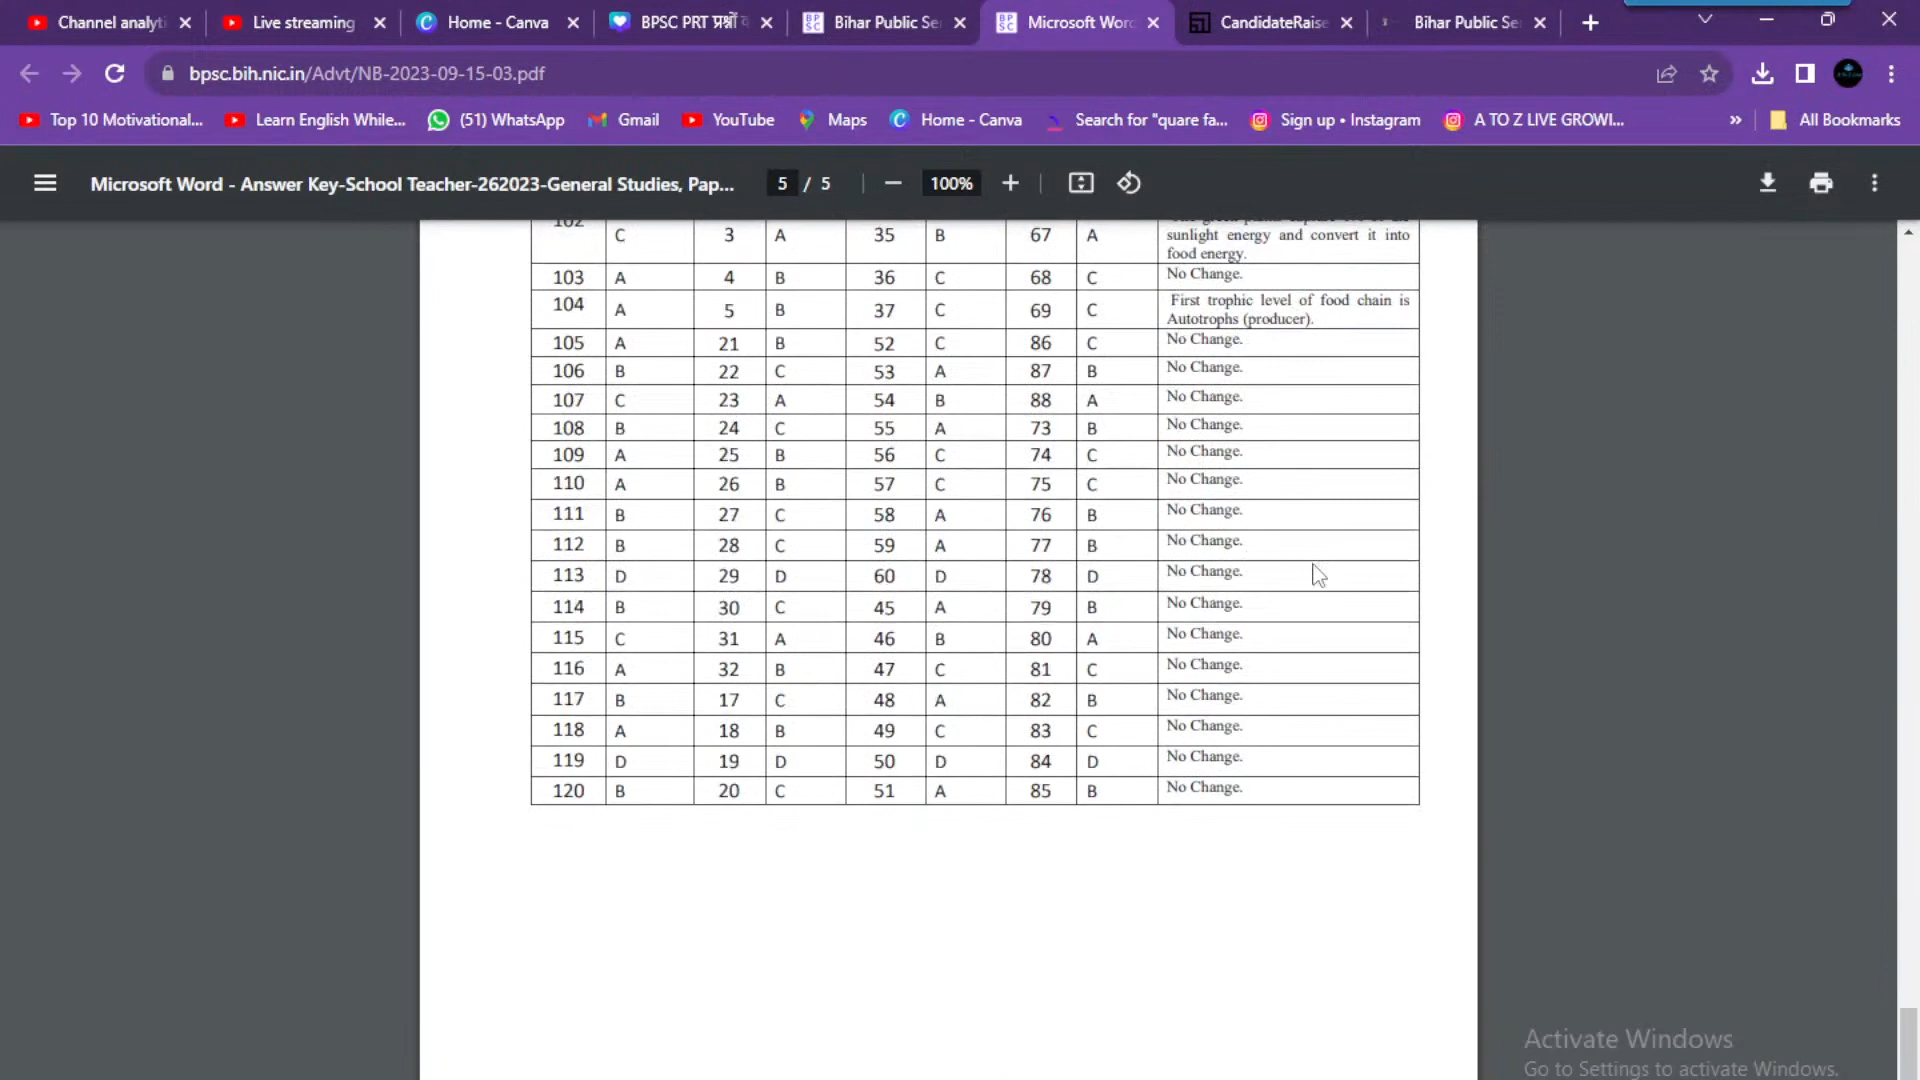 Channel analyti
Live streaming
Home - Canva
BPSC PRT प्रश्नों व
Bihar Public Se
Microsoft Word
CandidateRaise
Bihar Public Se
bpsc.bih.nic.in/Advt/NB-2023-09-15-03.pdf
Top 10 Motivational... Learn English While... (51) WhatsApp Gmail YouTube Maps Home - Canva Search for "quare fa... Sign up • Instagram A TO Z LIVE GROWI... » All Bookmarks
Microsoft Word - Answer Key-School Teacher-262023-General Studies, Pap... 5 / 5 100%
102 C 3 A 35 B 67 A sunlight energy and convert it into
food energy.
103 A 4 B 36 C 68 C No Change.
104 A 5 B 37 C 69 C First trophic level of food chain is
Autotrophs (producer).
105 A 21 B 52 C 86 C No Change.
106 B 22 C 53 A 87 B No Change.
107 C 23 A 54 B 88 A No Change.
108 B 24 C 55 A 73 B No Change.
109 A 25 B 56 C 74 C No Change.
110 A 26 B 57 C 75 C No Change.
111 B 27 C 58 A 76 B No Change.
112 B 28 C 59 A 77 B No Change.
113 D 29 D 60 D 78 D No Change.
114 B 30 C 45 A 79 B No Change.
115 C 31 A 46 B 80 A No Change.
116 A 32 B 47 C 81 C No Change.
117 B 17 C 48 A 82 B No Change.
118 A 18 B 49 C 83 C No Change.
119 D 19 D 50 D 84 D No Change.
120 B 20 C 51 A 85 B No Change.
Activate Windows
Go to Settings to activate Windows.